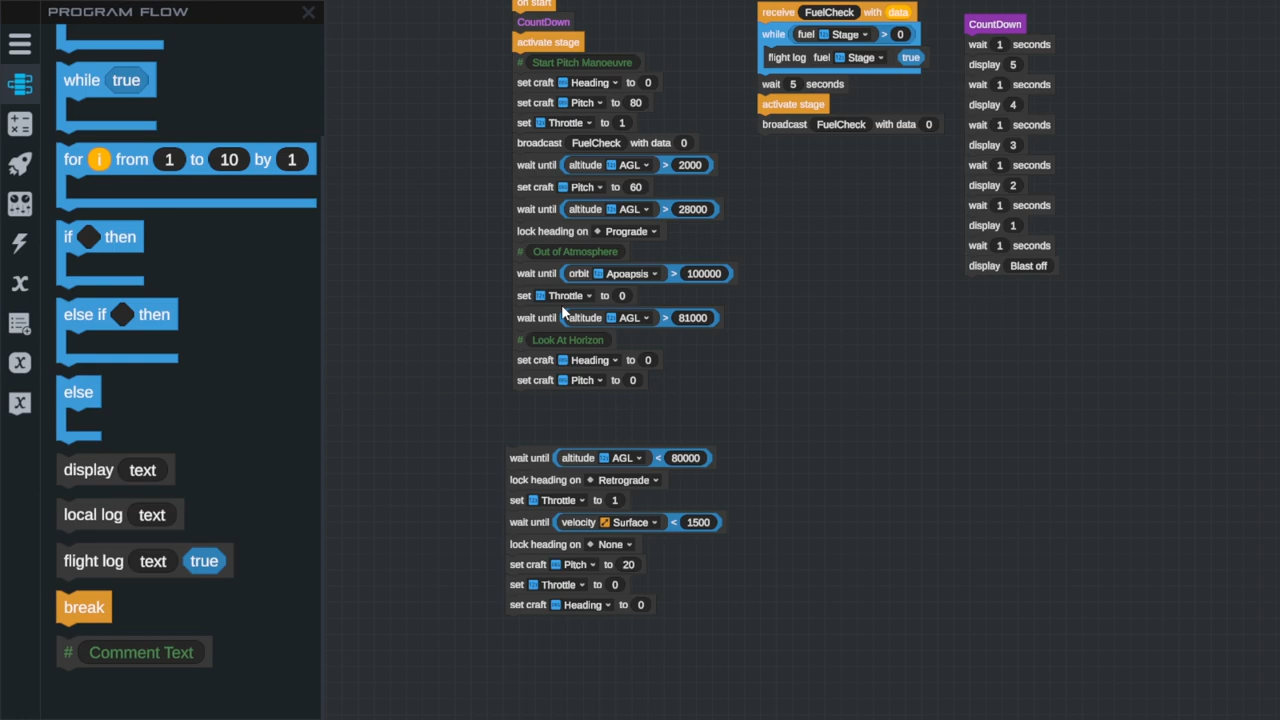 PROGRAM FLOW
while true
for i from 1 to 10 by 1
if then
else if then
else
display text
local log text
flight log text true
break
# Comment Text
on start
CountDown
activate stage
# Start Pitch Manoeuvre
set craft Heading to 0
set craft Pitch to 80
set Throttle to 1
broadcast FuelCheck with data 0
wait until altitude AGL > 2000
set craft Pitch to 60
wait until altitude AGL > 28000
lock heading on Prograde
# Out of Atmosphere
wait until orbit Apoapsis > 100000
set Throttle to 0
wait until altitude AGL > 81000
# Look At Horizon
set craft Heading to 0
set craft Pitch to 0
wait until altitude AGL < 80000
lock heading on Retrograde
set Throttle to 1
wait until velocity Surface < 1500
lock heading on None
set craft Pitch to 20
set Throttle to 0
set craft Heading to 0
receive FuelCheck with data
while fuel Stage > 0
flight log fuel Stage true
wait 5 seconds
activate stage
broadcast FuelCheck with data 0
CountDown
wait 1 seconds
display 5
wait 1 seconds
display 4
wait 1 seconds
display 3
wait 1 seconds
display 2
wait 1 seconds
display 1
wait 1 seconds
display Blast off